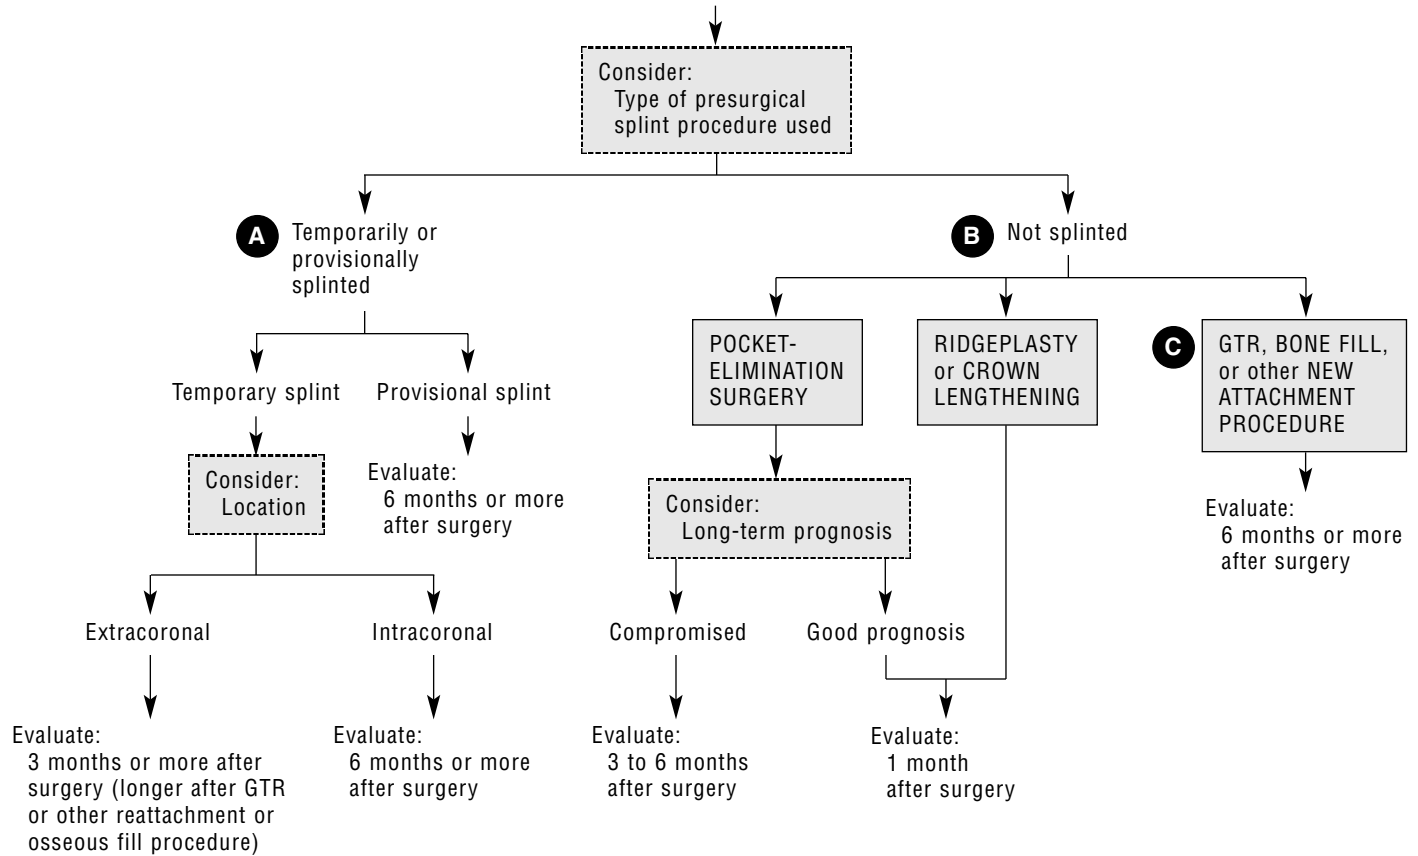 Consider:
Type of presurgical
splint procedure used
A
Temporarily or
provisionally
splinted
B
Not splinted
Temporary splint
Provisional splint
POCKET-
ELIMINATION
SURGERY
RIDGEPLASTY
or CROWN
LENGTHENING
C
GTR, BONE FILL,
or other NEW
ATTACHMENT
PROCEDURE
Consider:
Location
Evaluate:
6 months or more
after surgery
Consider:
Long-term prognosis
Evaluate:
6 months or more
after surgery
Extracoronal
Intracoronal
Compromised
Good prognosis
Evaluate:
3 months or more after
surgery (longer after GTR
or other reattachment or
osseous fill procedure)
Evaluate:
6 months or more
after surgery
Evaluate:
3 to 6 months
after surgery
Evaluate:
1 month
after surgery